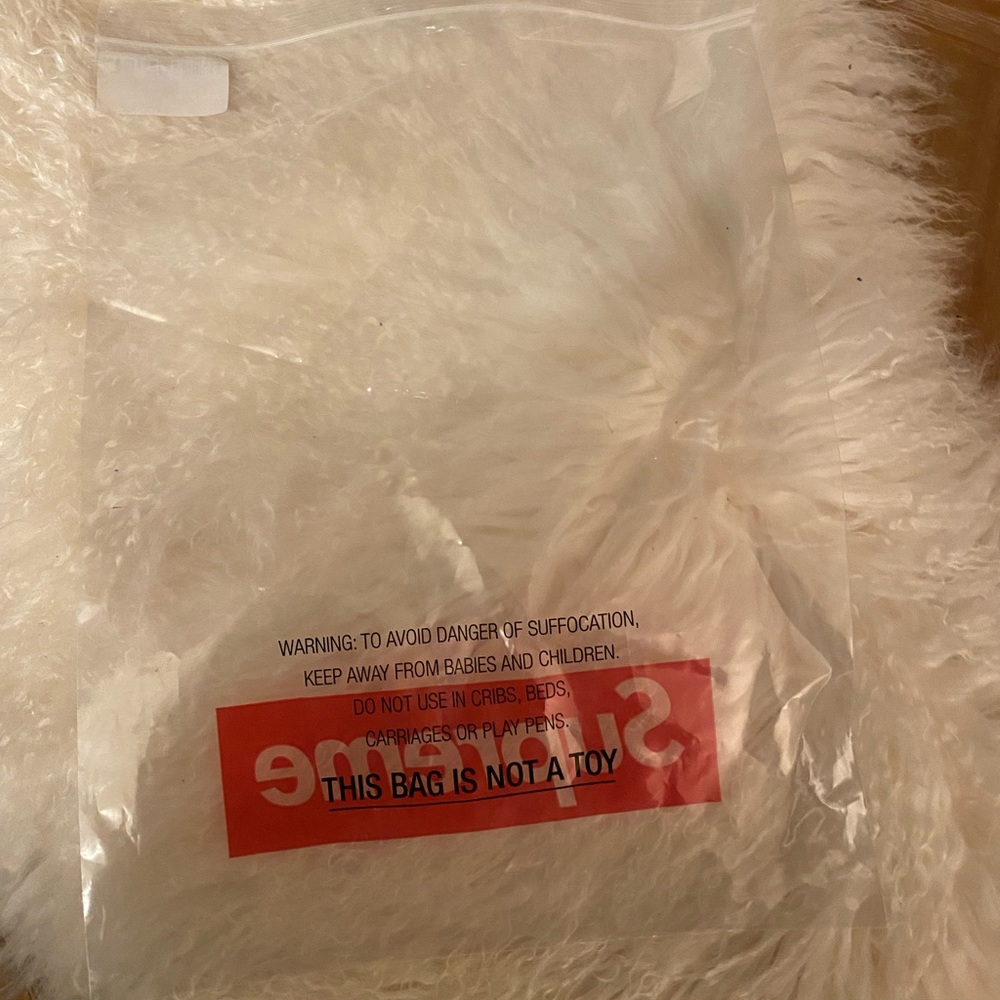 WARNING: TO AVOID DANGER OF SUFFOCATION,
KEEP AWAY FROM BABIES AND CHILDREN.
DO NOT USE IN CRIBS, BEDS,
CARRIAGES OR PLAY PENS.
THIS BAG IS NOT A TOY
Supreme